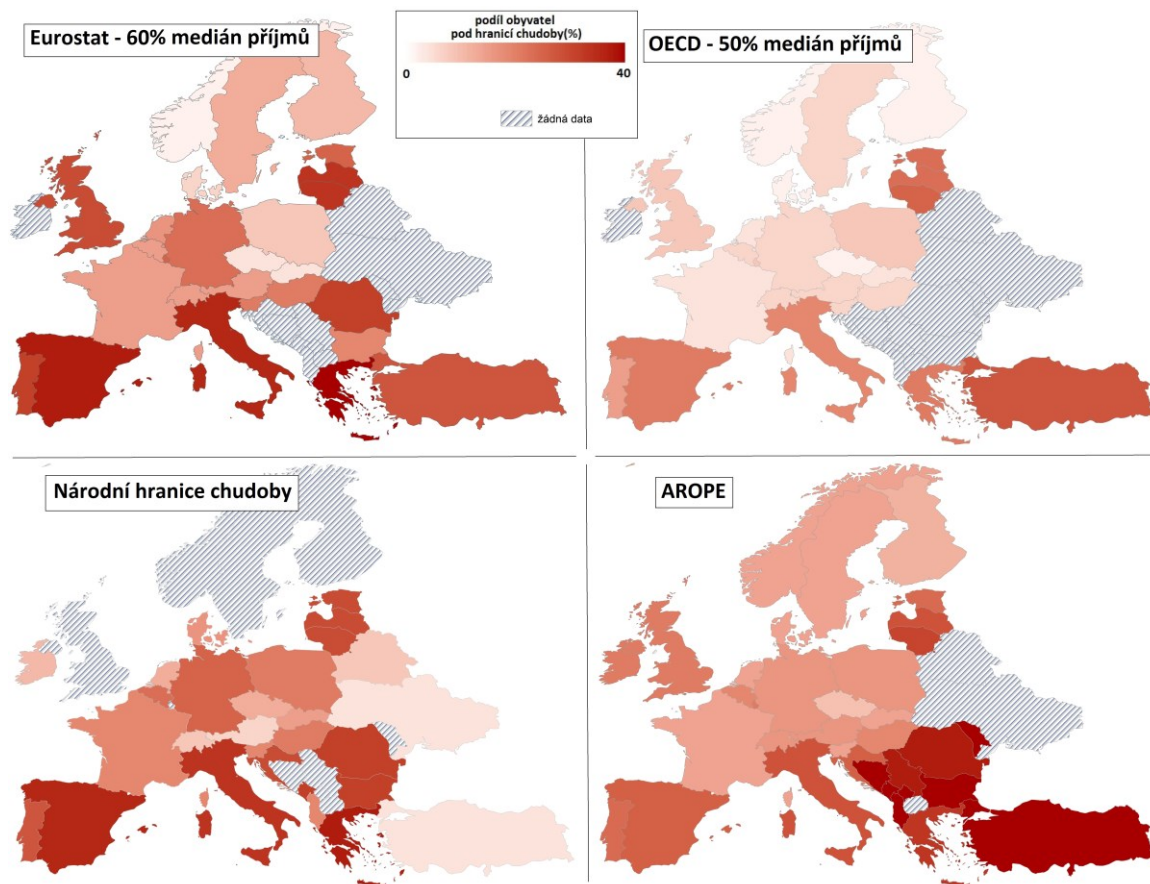 Eurostat - 60% medián příjmů
podíl obyvatel
pod hranicí chudoby(%)
0 40
žádná data
OECD - 50% medián příjmů
Národní hranice chudoby
AROPE